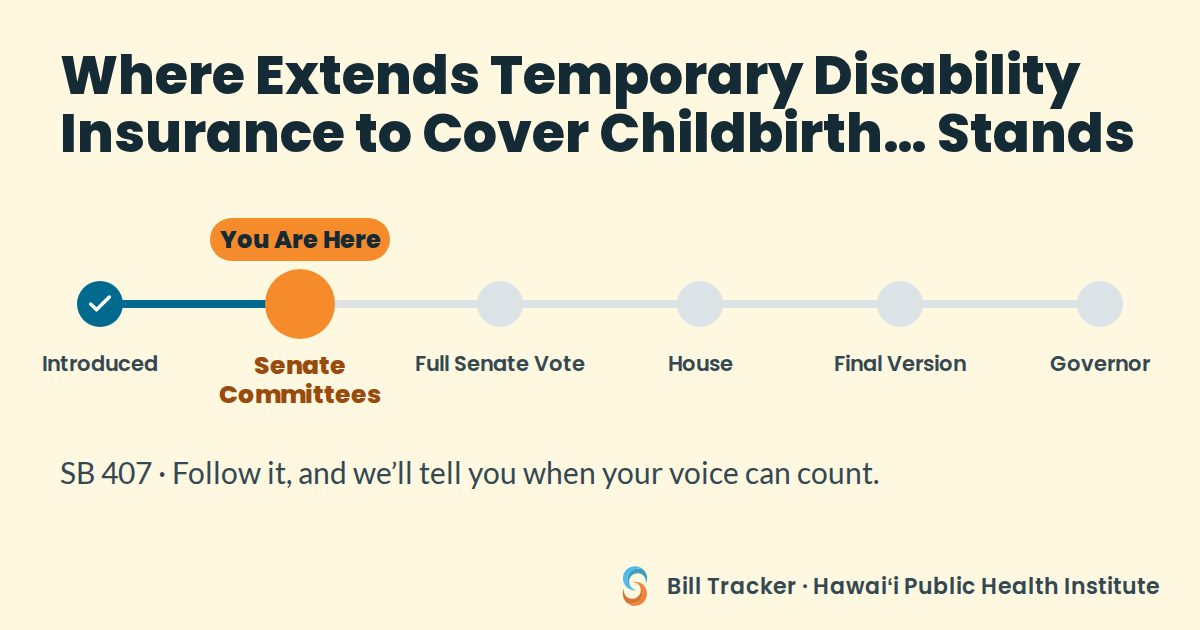 Where Extends Temporary Disability
Insurance to Cover Childbirth... Stands
You Are Here
Introduced
Senate
Committees
Full Senate Vote
House
Final Version
Governor
SB 407 · Follow it, and we’ll tell you when your voice can count.
Bill Tracker · Hawaiʻi Public Health Institute